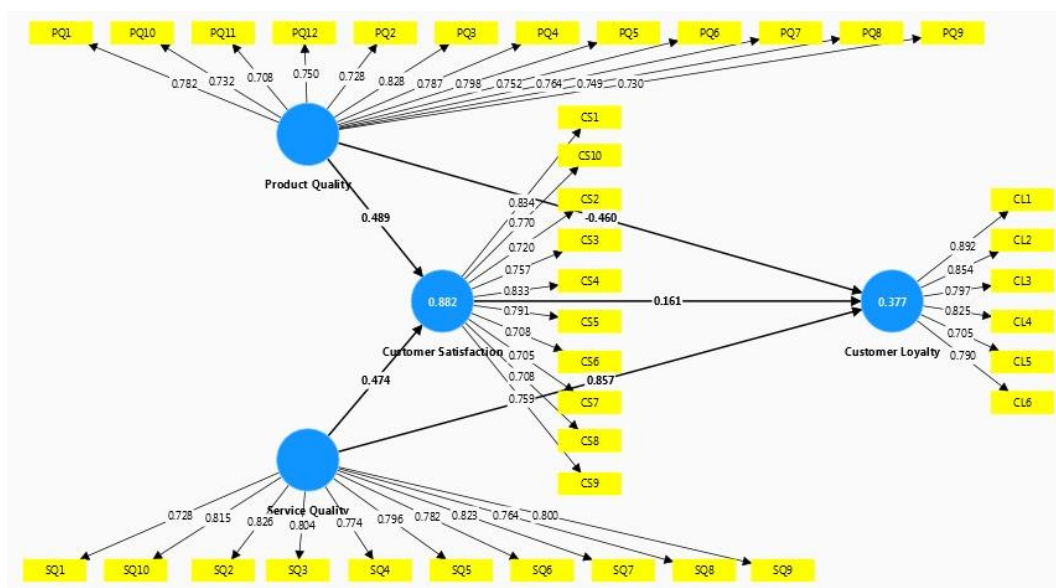 PQ1 PQ10 PQ11 PQ12 PQ2 PQ3 PQ4 PQ5 PQ6 PQ7 PQ8 PQ9
0.782 0.732 0.708 0.750 0.728 0.828 0.787 0.798 0.752 0.764 0.749 0.730
Product Quality
0.489
-0.460
CS1
CS10
CS2
CS3
CS4
CS5
CS6
CS7
CS8
CS9
0.834
0.770
0.720
0.757
0.833
0.791
0.708
0.705
0.708
0.759
0.882
Customer Satisfaction
0.161
0.474
0.857
0.377
Customer Loyalty
0.892
0.854
0.797
0.825
0.705
0.790
CL1
CL2
CL3
CL4
CL5
CL6
Service Quality
0.728 0.815 0.826 0.804 0.774 0.796 0.782 0.823 0.764 0.800
SQ1 SQ10 SQ2 SQ3 SQ4 SQ5 SQ6 SQ7 SQ8 SQ9